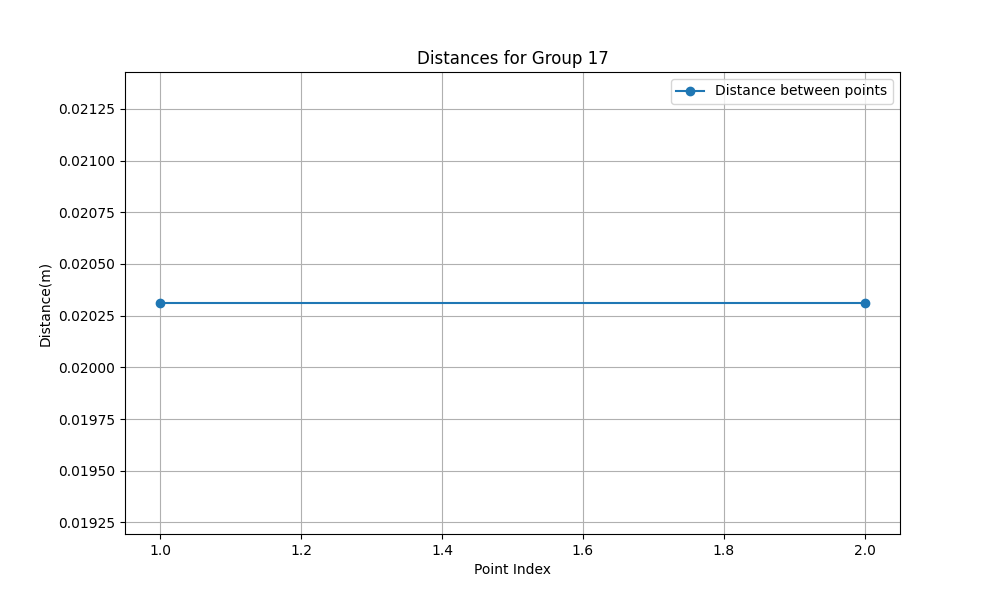 Distances for Group 17
Distance between points
0.02125
0.02100
0.02075
0.02050
0.02025
0.02000
0.01975
0.01950
0.01925
Distance(m)
1.0 1.2 1.4 1.6 1.8 2.0
Point Index